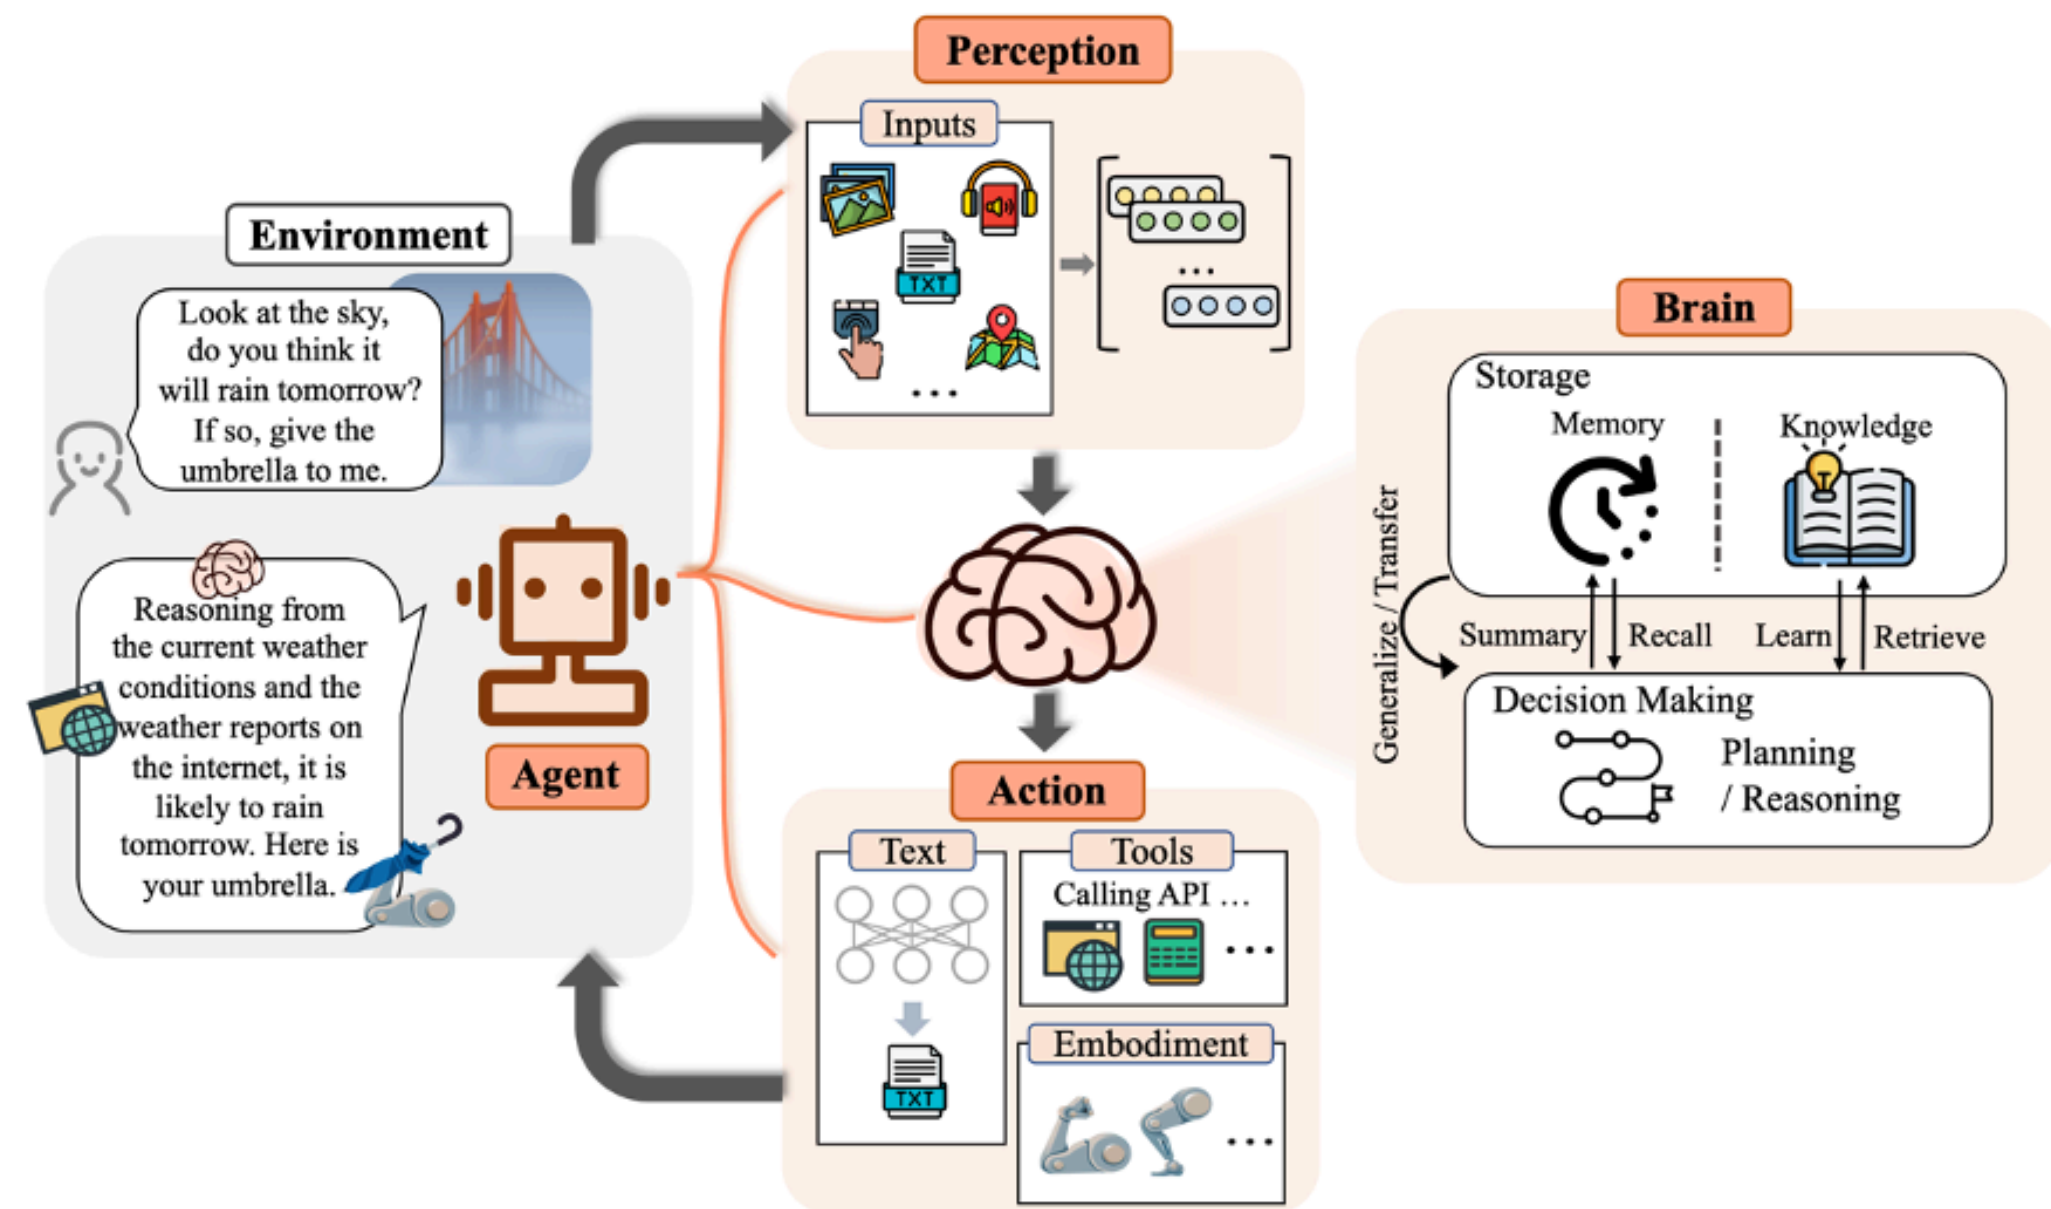 Perception
Inputs
TXT
Environment
Look at the sky,
do you think it
will rain tomorrow?
If so, give the
umbrella to me.
Reasoning from
the current weather
conditions and the
weather reports on
the internet, it is
likely to rain
tomorrow. Here is
your umbrella.
Agent
Brain
Storage
Memory
Knowledge
Generalize / Transfer
Summary
Recall
Learn
Retrieve
Decision Making
Planning
/ Reasoning
Action
Text
TXT
Tools
Calling API ...
Embodiment